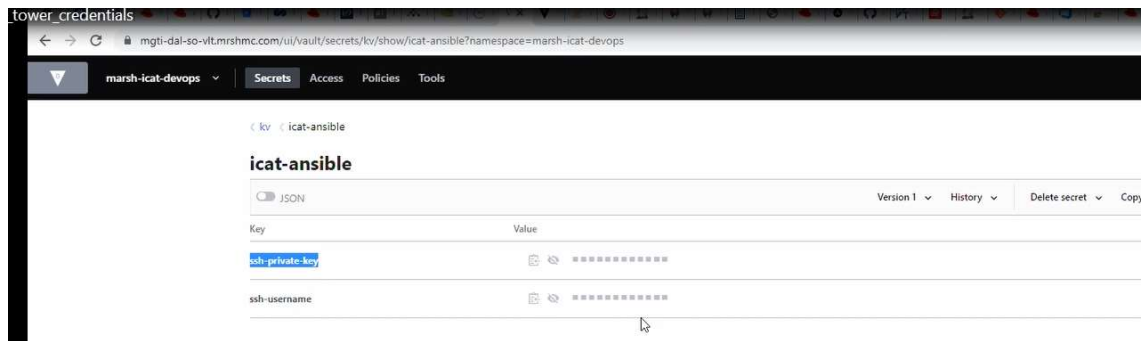 _tower_credentials
mgti-dal-so-vlt.mrshmc.com/ui/vault/secrets/kv/show/icat-ansible?namespace=marsh-icat-devops
marsh-icat-devops Secrets Access Policies Tools
< kv < icat-ansible
icat-ansible
JSON Version 1 History Delete secret Copy
Key Value
ssh-private-key
ssh-username